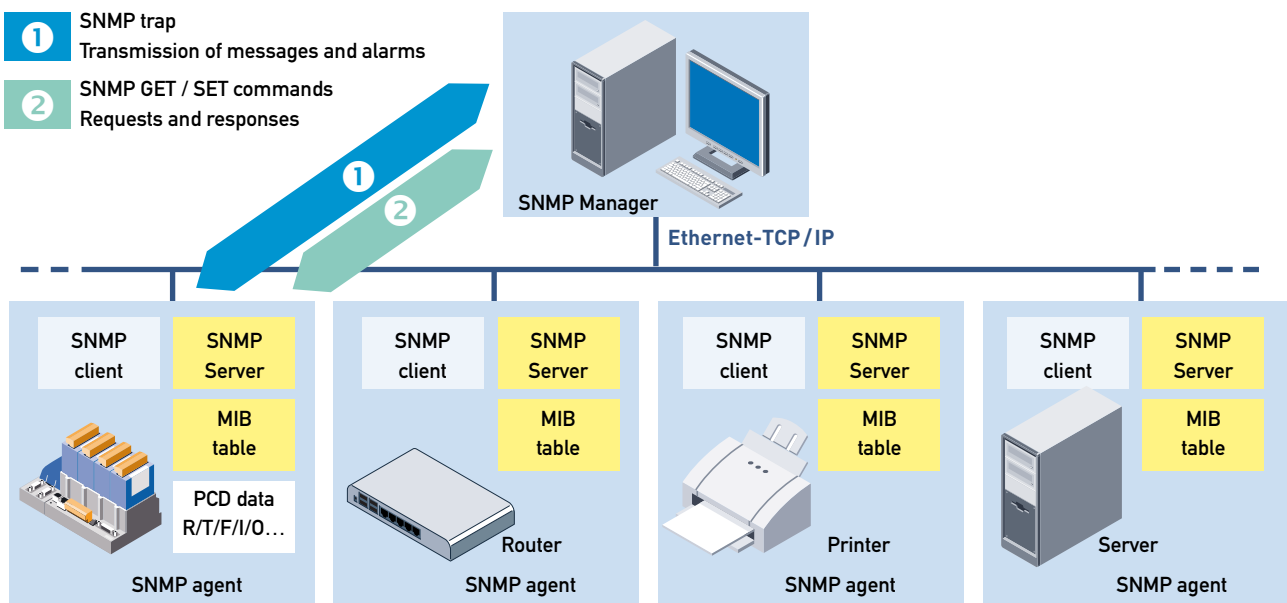 1
SNMP trap
Transmission of messages and alarms
2
SNMP GET / SET commands
Requests and responses
1
2
SNMP Manager
Ethernet-TCP / IP
SNMP
client
SNMP
Server
MIB
table
PCD data
R/T/F/I/O...
SNMP agent
SNMP
client
SNMP
Server
MIB
table
Router
SNMP agent
SNMP
client
SNMP
Server
MIB
table
Printer
SNMP agent
SNMP
client
SNMP
Server
MIB
table
Server
SNMP agent